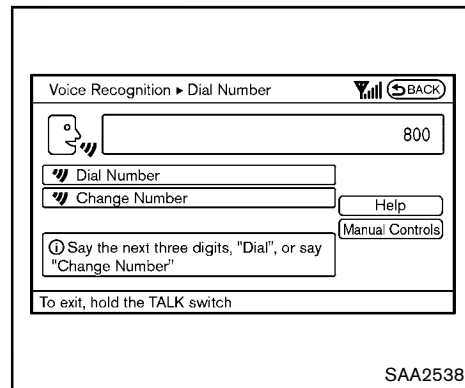 Voice Recognition ▸ Dial Number
BACK
800
Dial Number
Change Number
Help
Manual Controls
ⓘ Say the next three digits, "Dial", or say
"Change Number"
To exit, hold the TALK switch
SAA2538